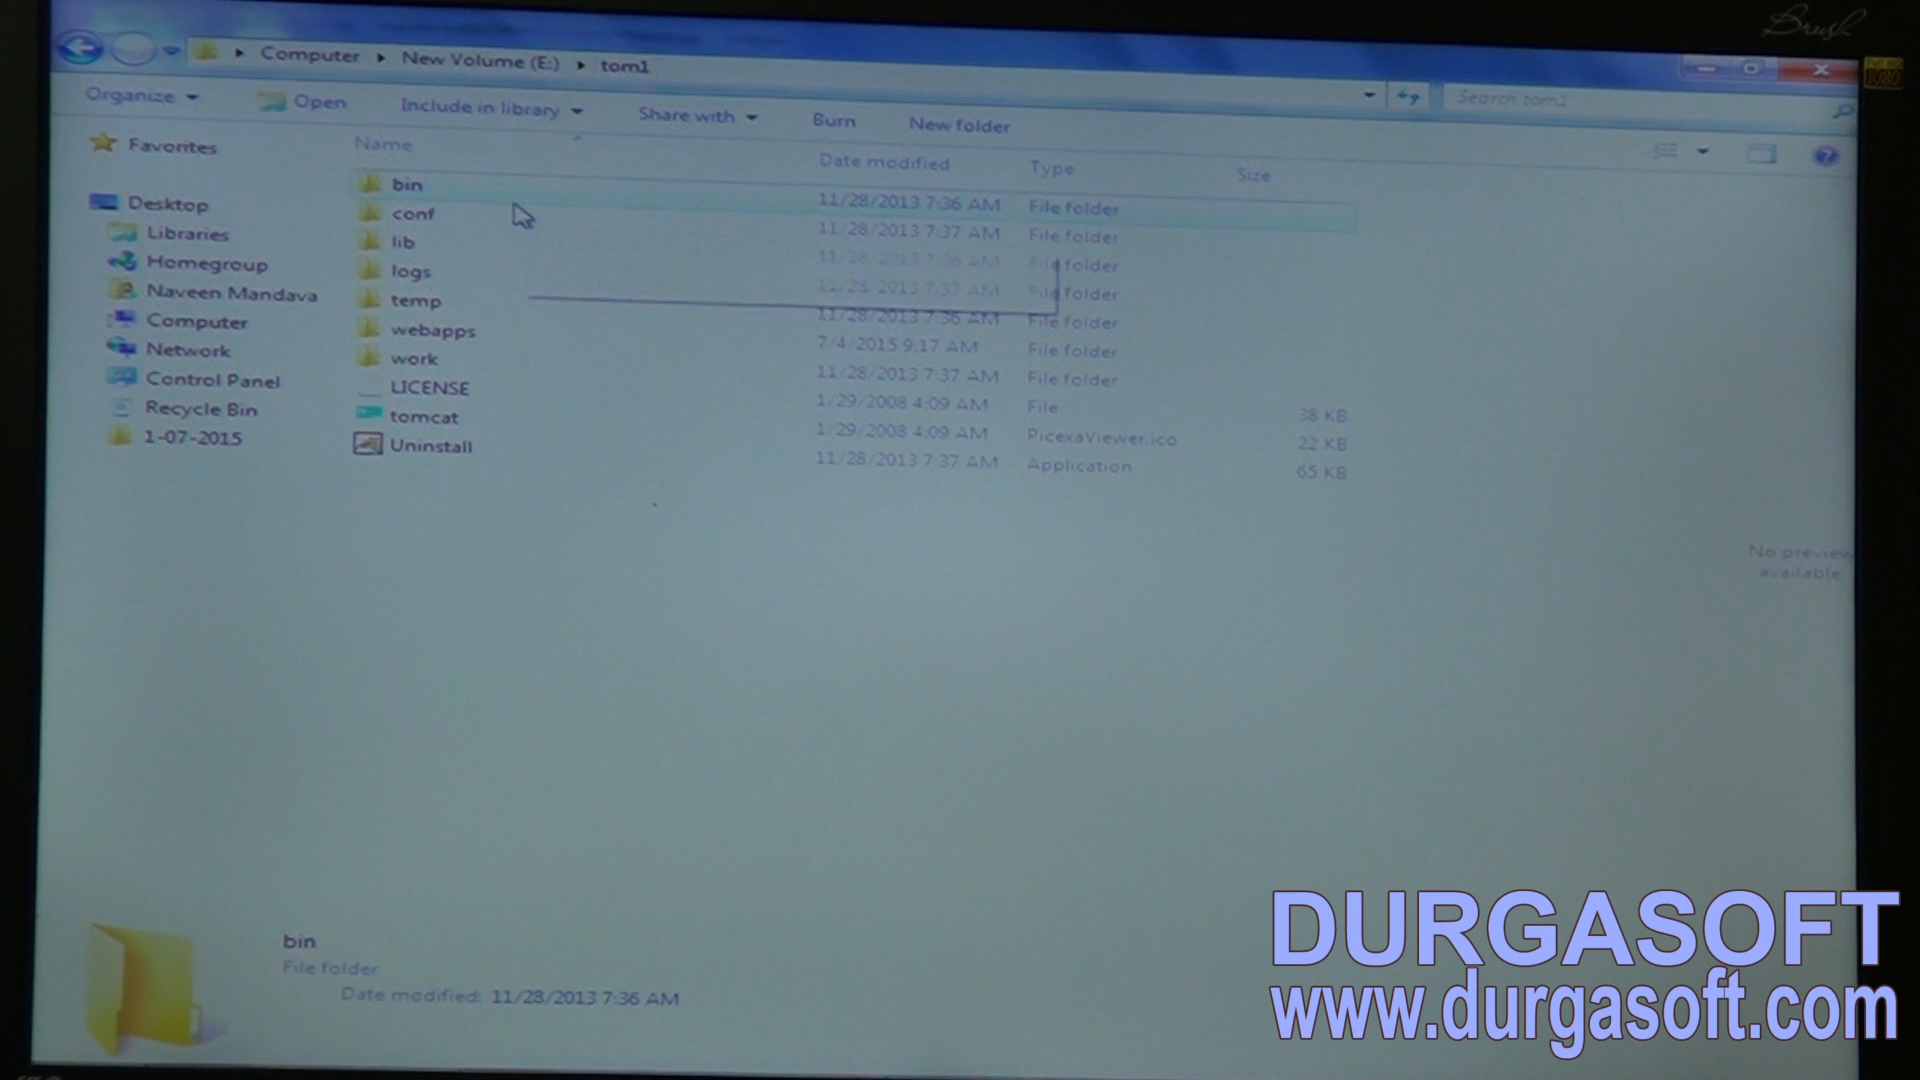 Brush
Computer ▸ New Volume (E:) ▸ tom1
Search tom1
Organize Open Include in library Share with Burn New folder
Name Date modified Type Size
bin 11/28/2013 7:36 AM File folder
conf 11/28/2013 7:37 AM File folder
lib 11/28/2013 7:36 AM File folder
logs 11/28/2013 7:37 AM File folder
temp 11/28/2013 7:36 AM File folder
webapps 7/4/2015 9:17 AM File folder
work 11/28/2013 7:37 AM File folder
LICENSE 1/29/2008 4:09 AM File 38 KB
tomcat 1/29/2008 4:09 AM PicexaViewer.ico 22 KB
Uninstall 11/28/2013 7:37 AM Application 65 KB
Favorites
Desktop
Libraries
Homegroup
Naveen Mandava
Computer
Network
Control Panel
Recycle Bin
1-07-2015
No preview
available
bin
File folder
Date modified: 11/28/2013 7:36 AM
DURGASOFT
www.durgasoft.com